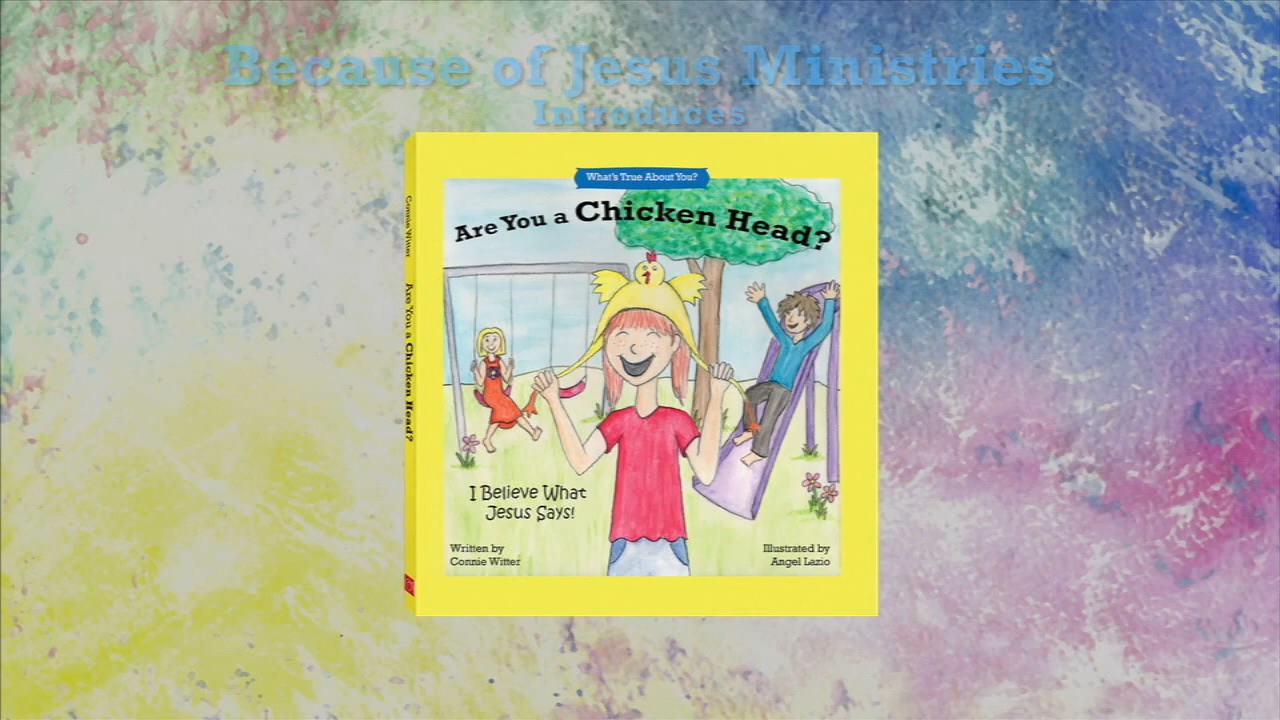 Because of Jesus Ministries
Introduces
What's True About You?
Are You a Chicken Head?
I Believe What
Jesus Says!
Written by
Connie Witter
Illustrated by
Angel Lazio
Connie Witter
Are You a Chicken Head?